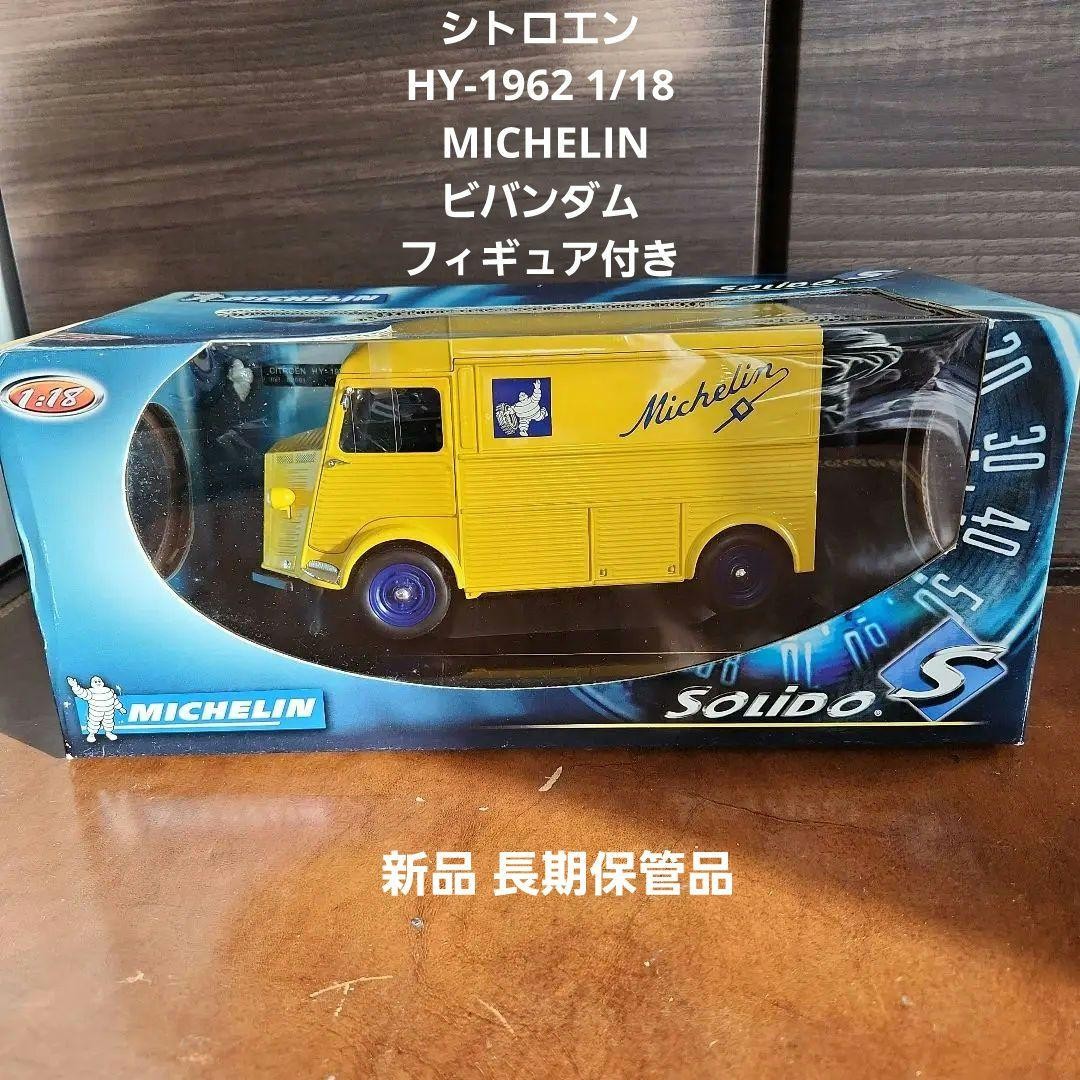 シトロエン
HY-1962 1/18
MICHELIN
ビバンダム
フィギュア付き
MICHELIN
SOLIDO
1:18
CITROËN HY-
Michelin
20
30
40
50
MICHELIN
SOLIDO
新品 長期保管品